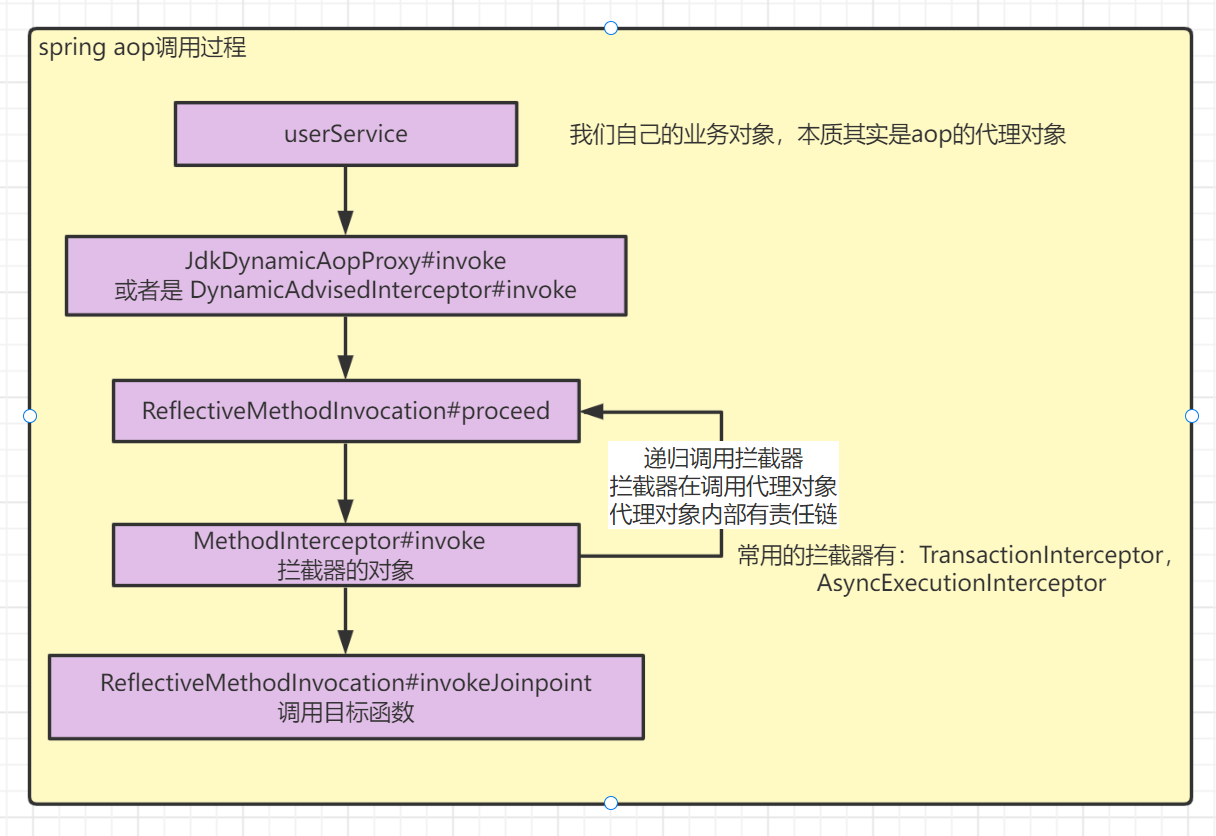 spring aop调用过程
userService
我们自己的业务对象，本质其实是aop的代理对象
JdkDynamicAopProxy#invoke
或者是 DynamicAdvisedInterceptor#invoke
ReflectiveMethodInvocation#proceed
递归调用拦截器
拦截器在调用代理对象
代理对象内部有责任链
MethodInterceptor#invoke
拦截器的对象
常用的拦截器有：TransactionInterceptor，
AsyncExecutionInterceptor
ReflectiveMethodInvocation#invokeJoinpoint
调用目标函数